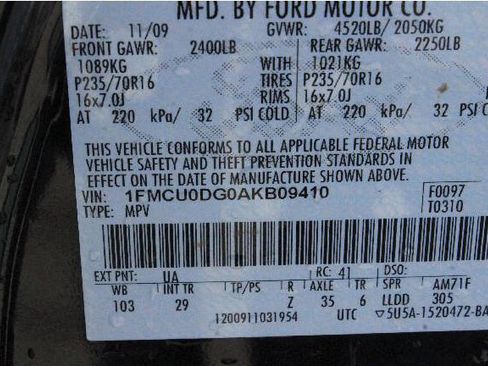 MFD. BY FORD MOTOR CO.
DATE: 11/09 GVWR: 4520LB/ 2050KG
FRONT GAWR: 2400LB REAR GAWR: 2250LB
1089KG WITH 1021KG
P235/70R16 TIRES P235/70R16
16x7.0J RIMS 16x7.0J
AT 220 kPa/ 32 PSI COLD AT 220 kPa/ 32 PSI COLD
THIS VEHICLE CONFORMS TO ALL APPLICABLE FEDERAL MOTOR
VEHICLE SAFETY AND THEFT PREVENTION STANDARDS IN
EFFECT ON THE DATE OF MANUFACTURE SHOWN ABOVE.
VIN: 1FMCU0DG0AKB09410 F0097
TYPE: MPV T0310
EXT PNT: UA RC: 41 DSO:
WB INT TR TP/PS R AXLE TR SPR AM71F
103 29 Z 35 6 LLDD 305
1200911031954 UTC ▽5U5A-1520472-BA